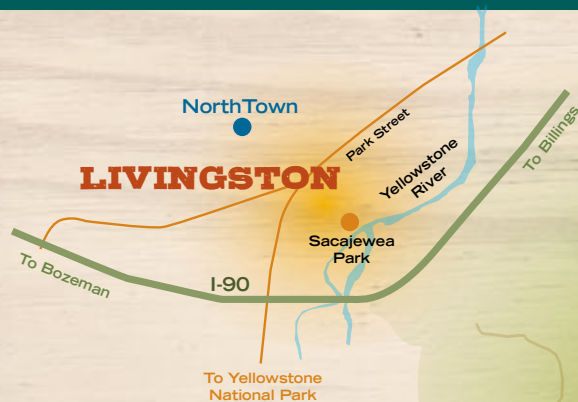 NorthTown
Park Street
LIVINGSTON
Yellowstone
River
To Billings
Sacajewea
Park
To Bozeman
I-90
To Yellowstone
National Park